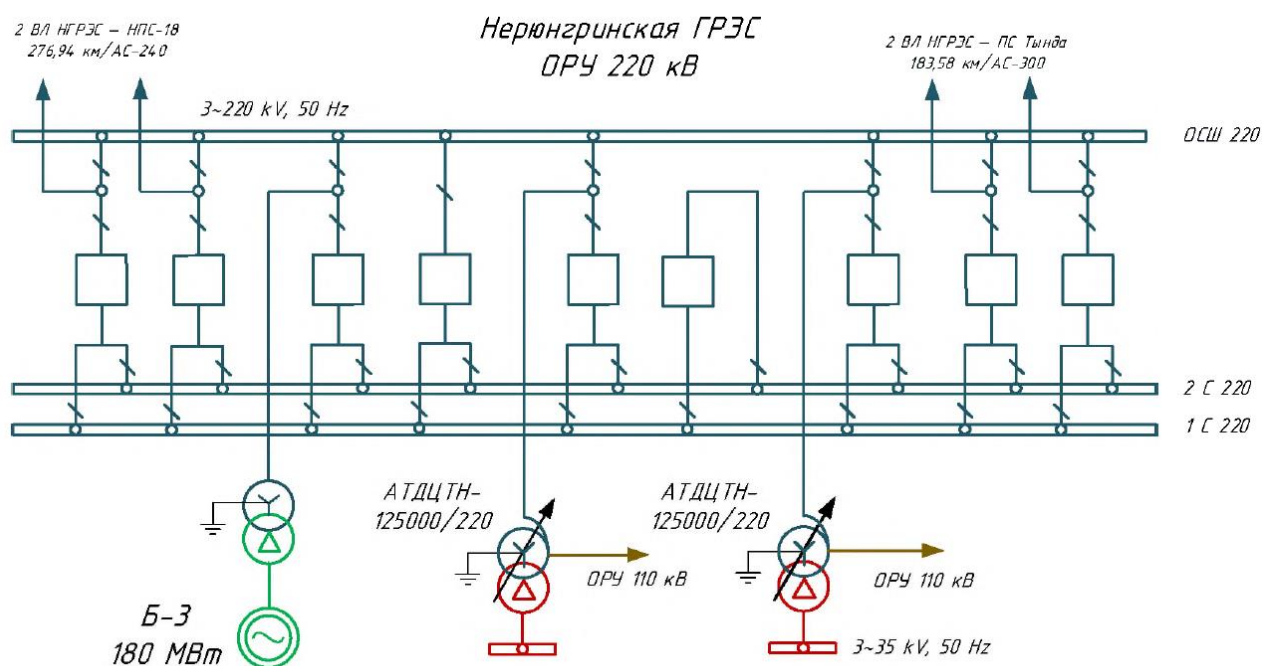 Нерюнгринская ГРЭС
ОРУ 220 кВ
2 ВЛ НГРЭС – НПС-18
276,94 км/АС-240
2 ВЛ НГРЭС – ПС Тында
183,58 км/АС-300
3~220 kV, 50 Hz
ОСШ 220
2 С 220
1 С 220
АТДЦТН-
125000/220
АТДЦТН-
125000/220
ОРУ 110 кВ
ОРУ 110 кВ
Б-3
180 МВт
3~35 kV, 50 Hz